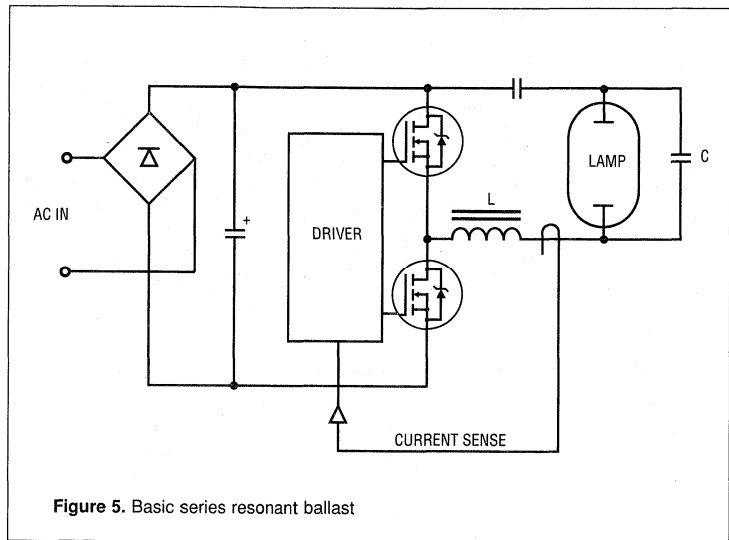 LAMP
C
L
AC IN
+
DRIVER
CURRENT SENSE
Figure 5. Basic series resonant ballast